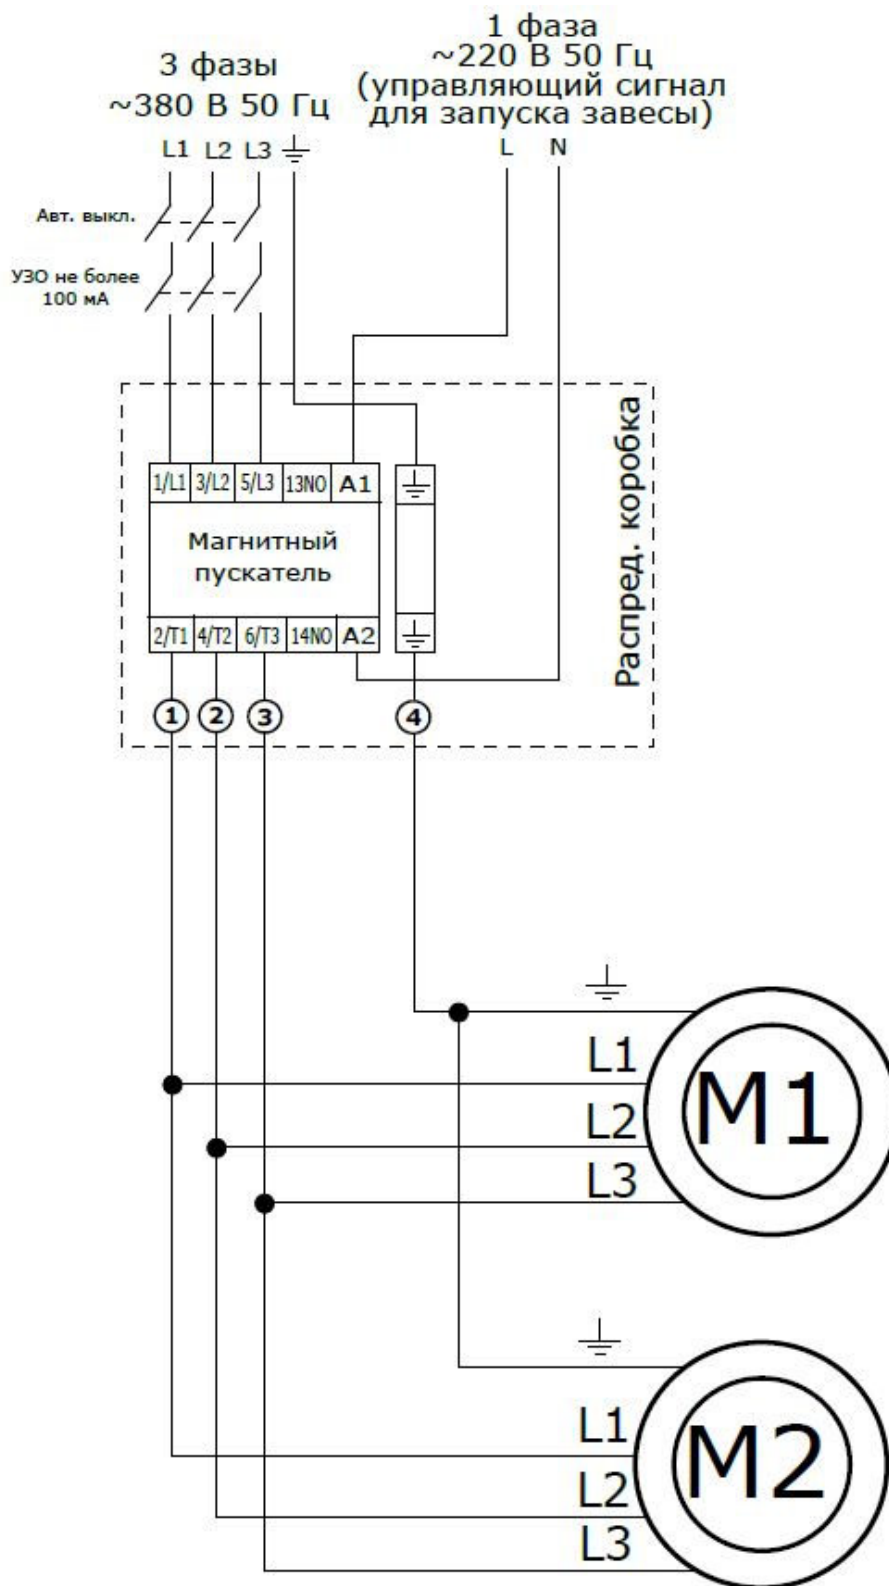 3 фазы
~380 В 50 Гц
L1 L2 L3
1 фаза
~220 В 50 Гц
(управляющий сигнал
для запуска завесы)
L N
Авт. выкл.
УЗО не более
100 мА
Распред. коробка
1/L1 3/L2 5/L3 13NO A1
Магнитный
пускатель
2/T1 4/T2 6/T3 14NO A2
1 2 3 4
L1
L2
L3
M1
L1
L2
L3
M2